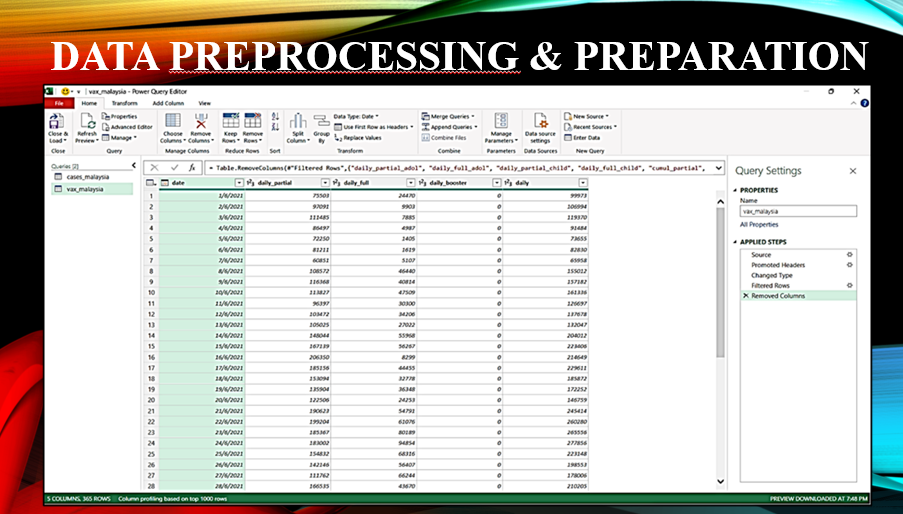 DATA PREPROCESSING & PREPARATION
vax_malaysia - Power Query Editor
File Home Transform Add Column View
Close & Load
Refresh Preview
Properties
Advanced Editor
Manage
Choose Columns
Remove Columns
Keep Rows
Remove Rows
Split Column
Group By
Data Type: Date
Use First Row as Headers
Replace Values
Merge Queries
Append Queries
Combine Files
Manage Parameters
Data source settings
New Source
Recent Sources
Enter Data
Close Query Manage Columns Reduce Rows Sort Transform Combine Parameters Data Sources New Query
Queries [2]
cases_malaysia
vax_malaysia
= Table.RemoveColumns(#"Filtered Rows",{"daily_partial_adol", "daily_full_adol", "daily_partial_child", "daily_full_child", "cumul_partial",
date daily_partial daily_full daily_booster daily
1 1/6/2021 75503 24470 0 99973
2 2/6/2021 97091 9903 0 106994
3 3/6/2021 111485 7885 0 119370
4 4/6/2021 86497 4987 0 91484
5 5/6/2021 72250 1405 0 73655
6 6/6/2021 81211 1619 0 82830
7 7/6/2021 60851 5107 0 65958
8 8/6/2021 108572 46440 0 155012
9 9/6/2021 116368 40814 0 157182
10 10/6/2021 113827 47509 0 161336
11 11/6/2021 96397 30300 0 126697
12 12/6/2021 103472 34206 0 137678
13 13/6/2021 105025 27022 0 132047
14 14/6/2021 148044 55968 0 204012
15 15/6/2021 167139 56267 0 223406
16 16/6/2021 206350 8299 0 214649
17 17/6/2021 185156 44455 0 229611
18 18/6/2021 153094 32778 0 185872
19 19/6/2021 135904 36348 0 172252
20 20/6/2021 122506 24253 0 146759
21 21/6/2021 190623 54791 0 245414
22 22/6/2021 199204 61076 0 260280
23 23/6/2021 185367 80189 0 265556
24 24/6/2021 183002 94854 0 277856
25 25/6/2021 154832 68316 0 223148
26 26/6/2021 142146 56407 0 198553
27 27/6/2021 111762 66244 0 178006
28 28/6/2021 166535 43670 0 210205
Query Settings
PROPERTIES
Name
vax_malaysia
All Properties
APPLIED STEPS
Source
Promoted Headers
Changed Type
Filtered Rows
Removed Columns
5 COLUMNS, 365 ROWS Column profiling based on top 1000 rows
PREVIEW DOWNLOADED AT 7:48 PM